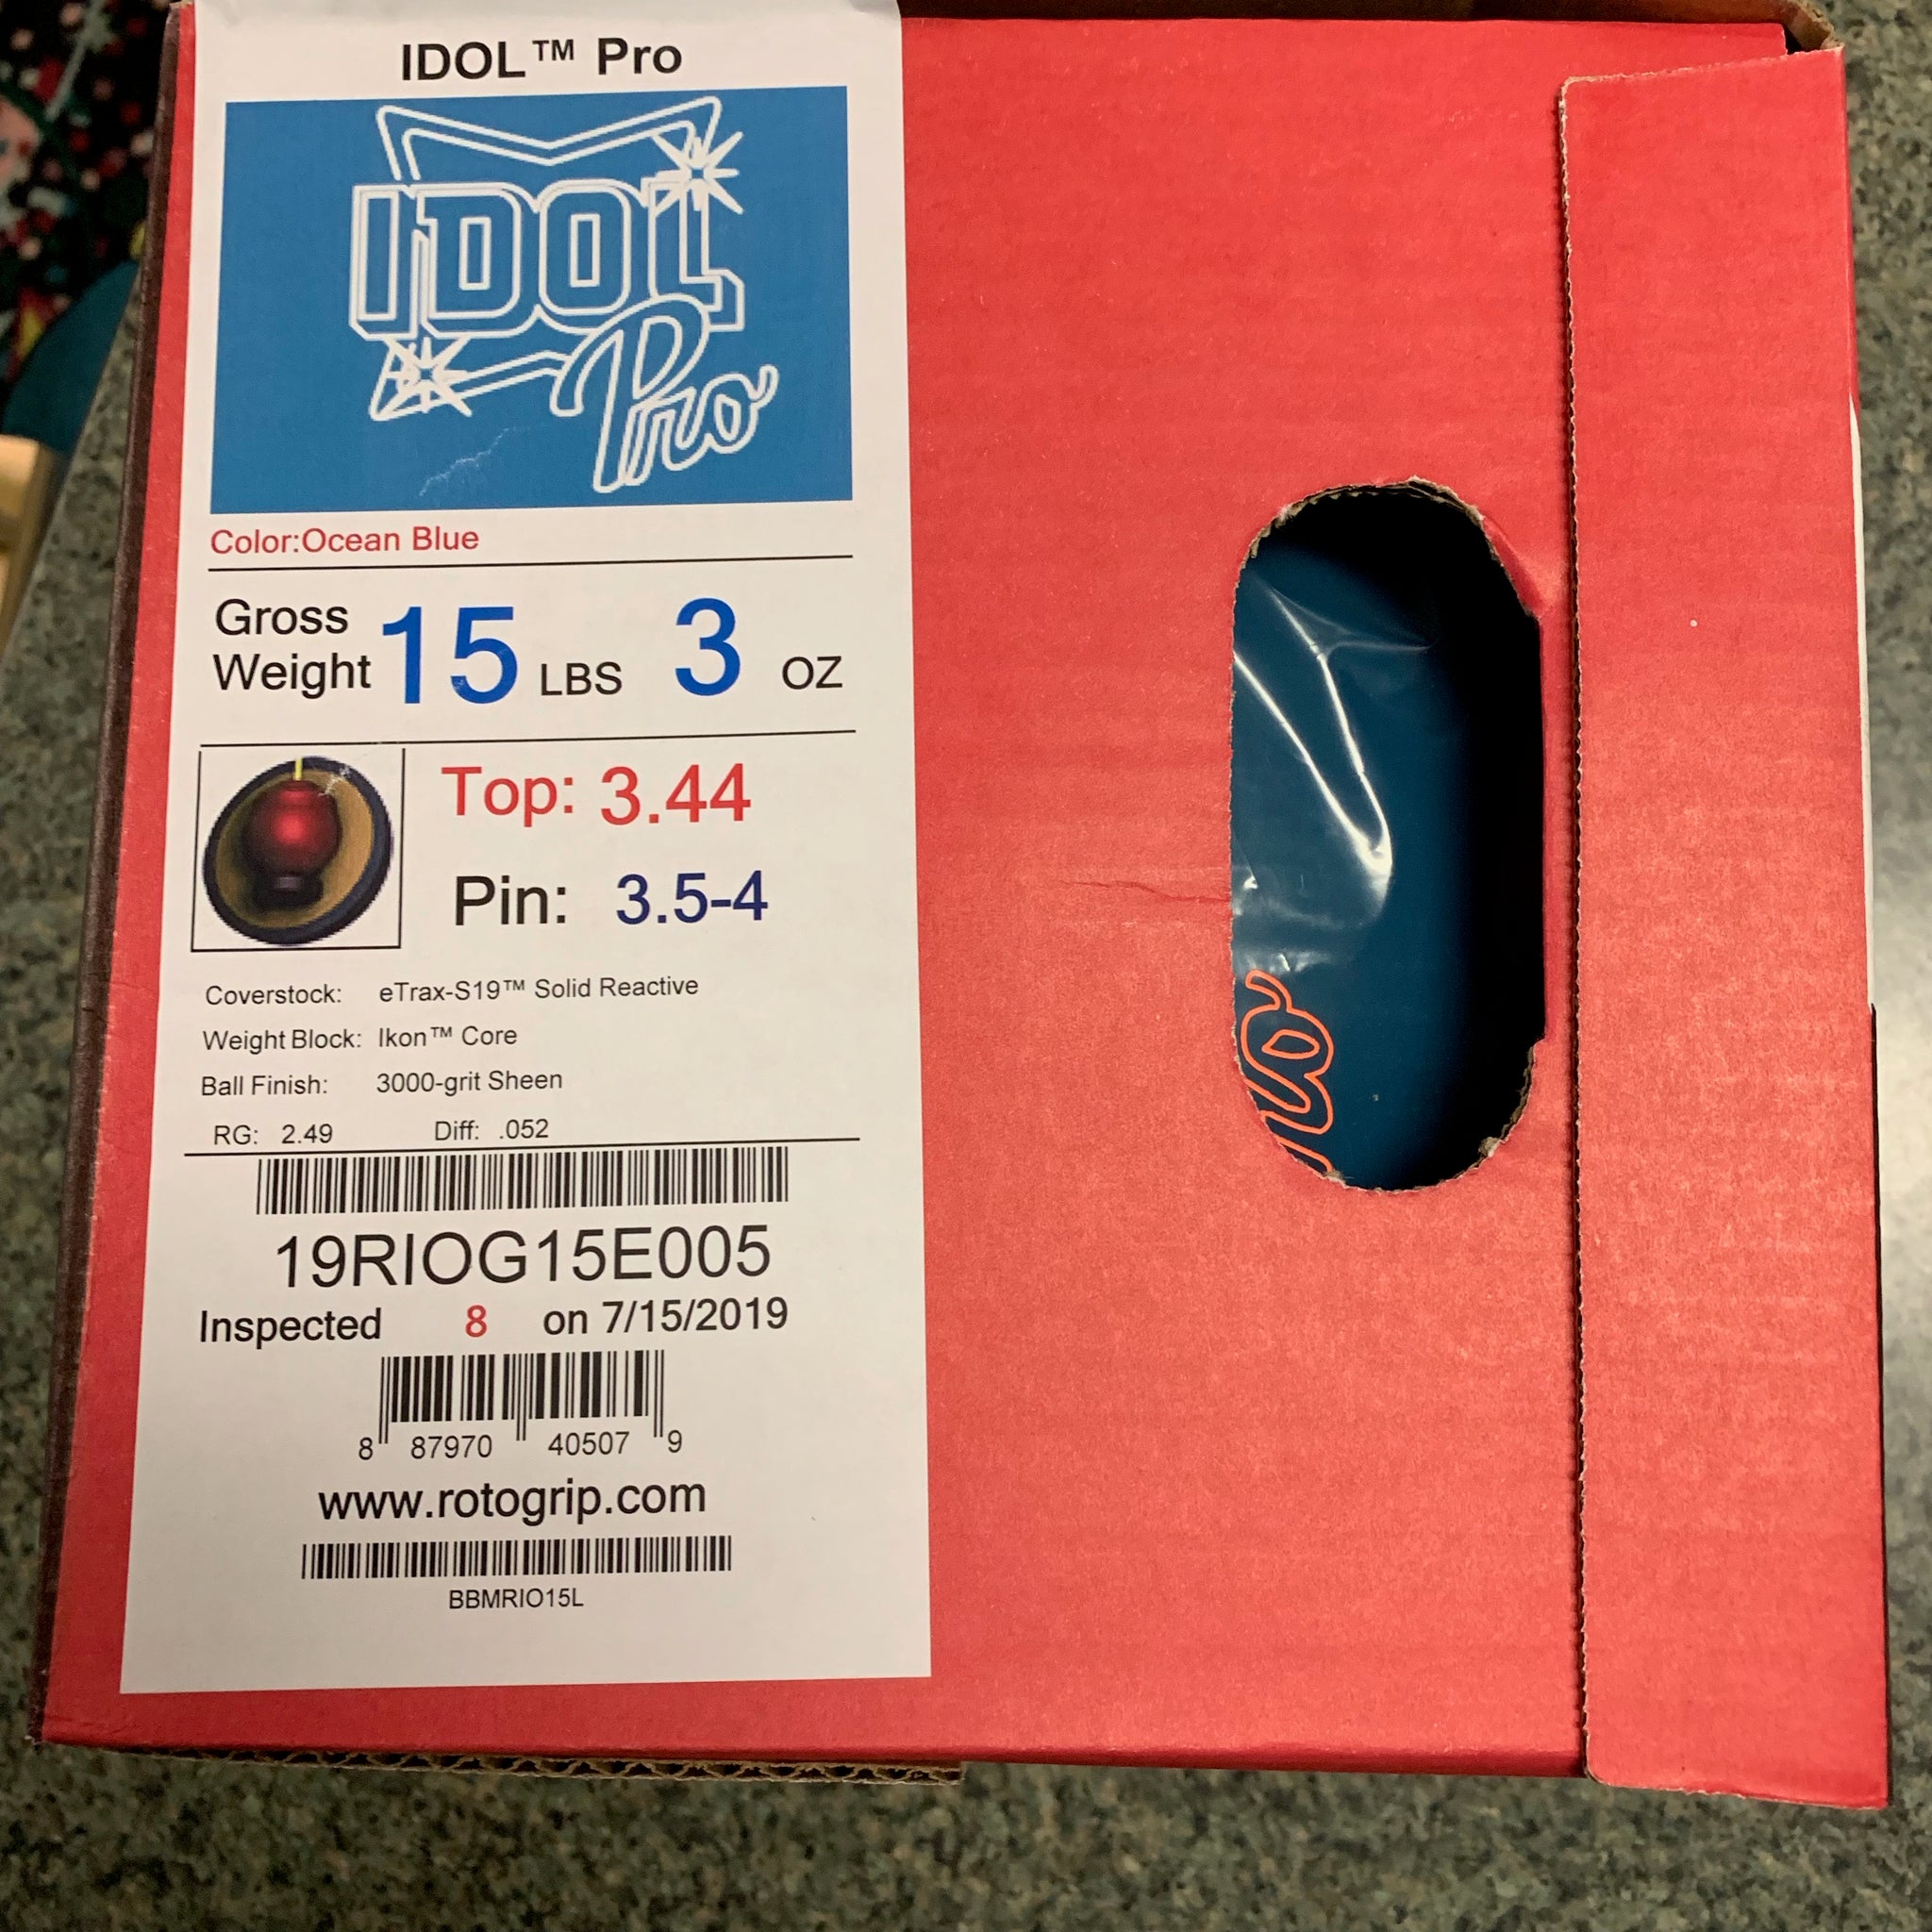 IDOL™ Pro
IDOL
Pro
Color:Ocean Blue
Gross
Weight 15 LBS 3 OZ
Top: 3.44
Pin: 3.5-4
Coverstock: eTrax-S19™ Solid Reactive
Weight Block: Ikon™ Core
Ball Finish: 3000-grit Sheen
RG: 2.49 Diff: .052
19RIOG15E005
Inspected 8 on 7/15/2019
8 87970 40507 9
www.rotogrip.com
BBMRIO15L